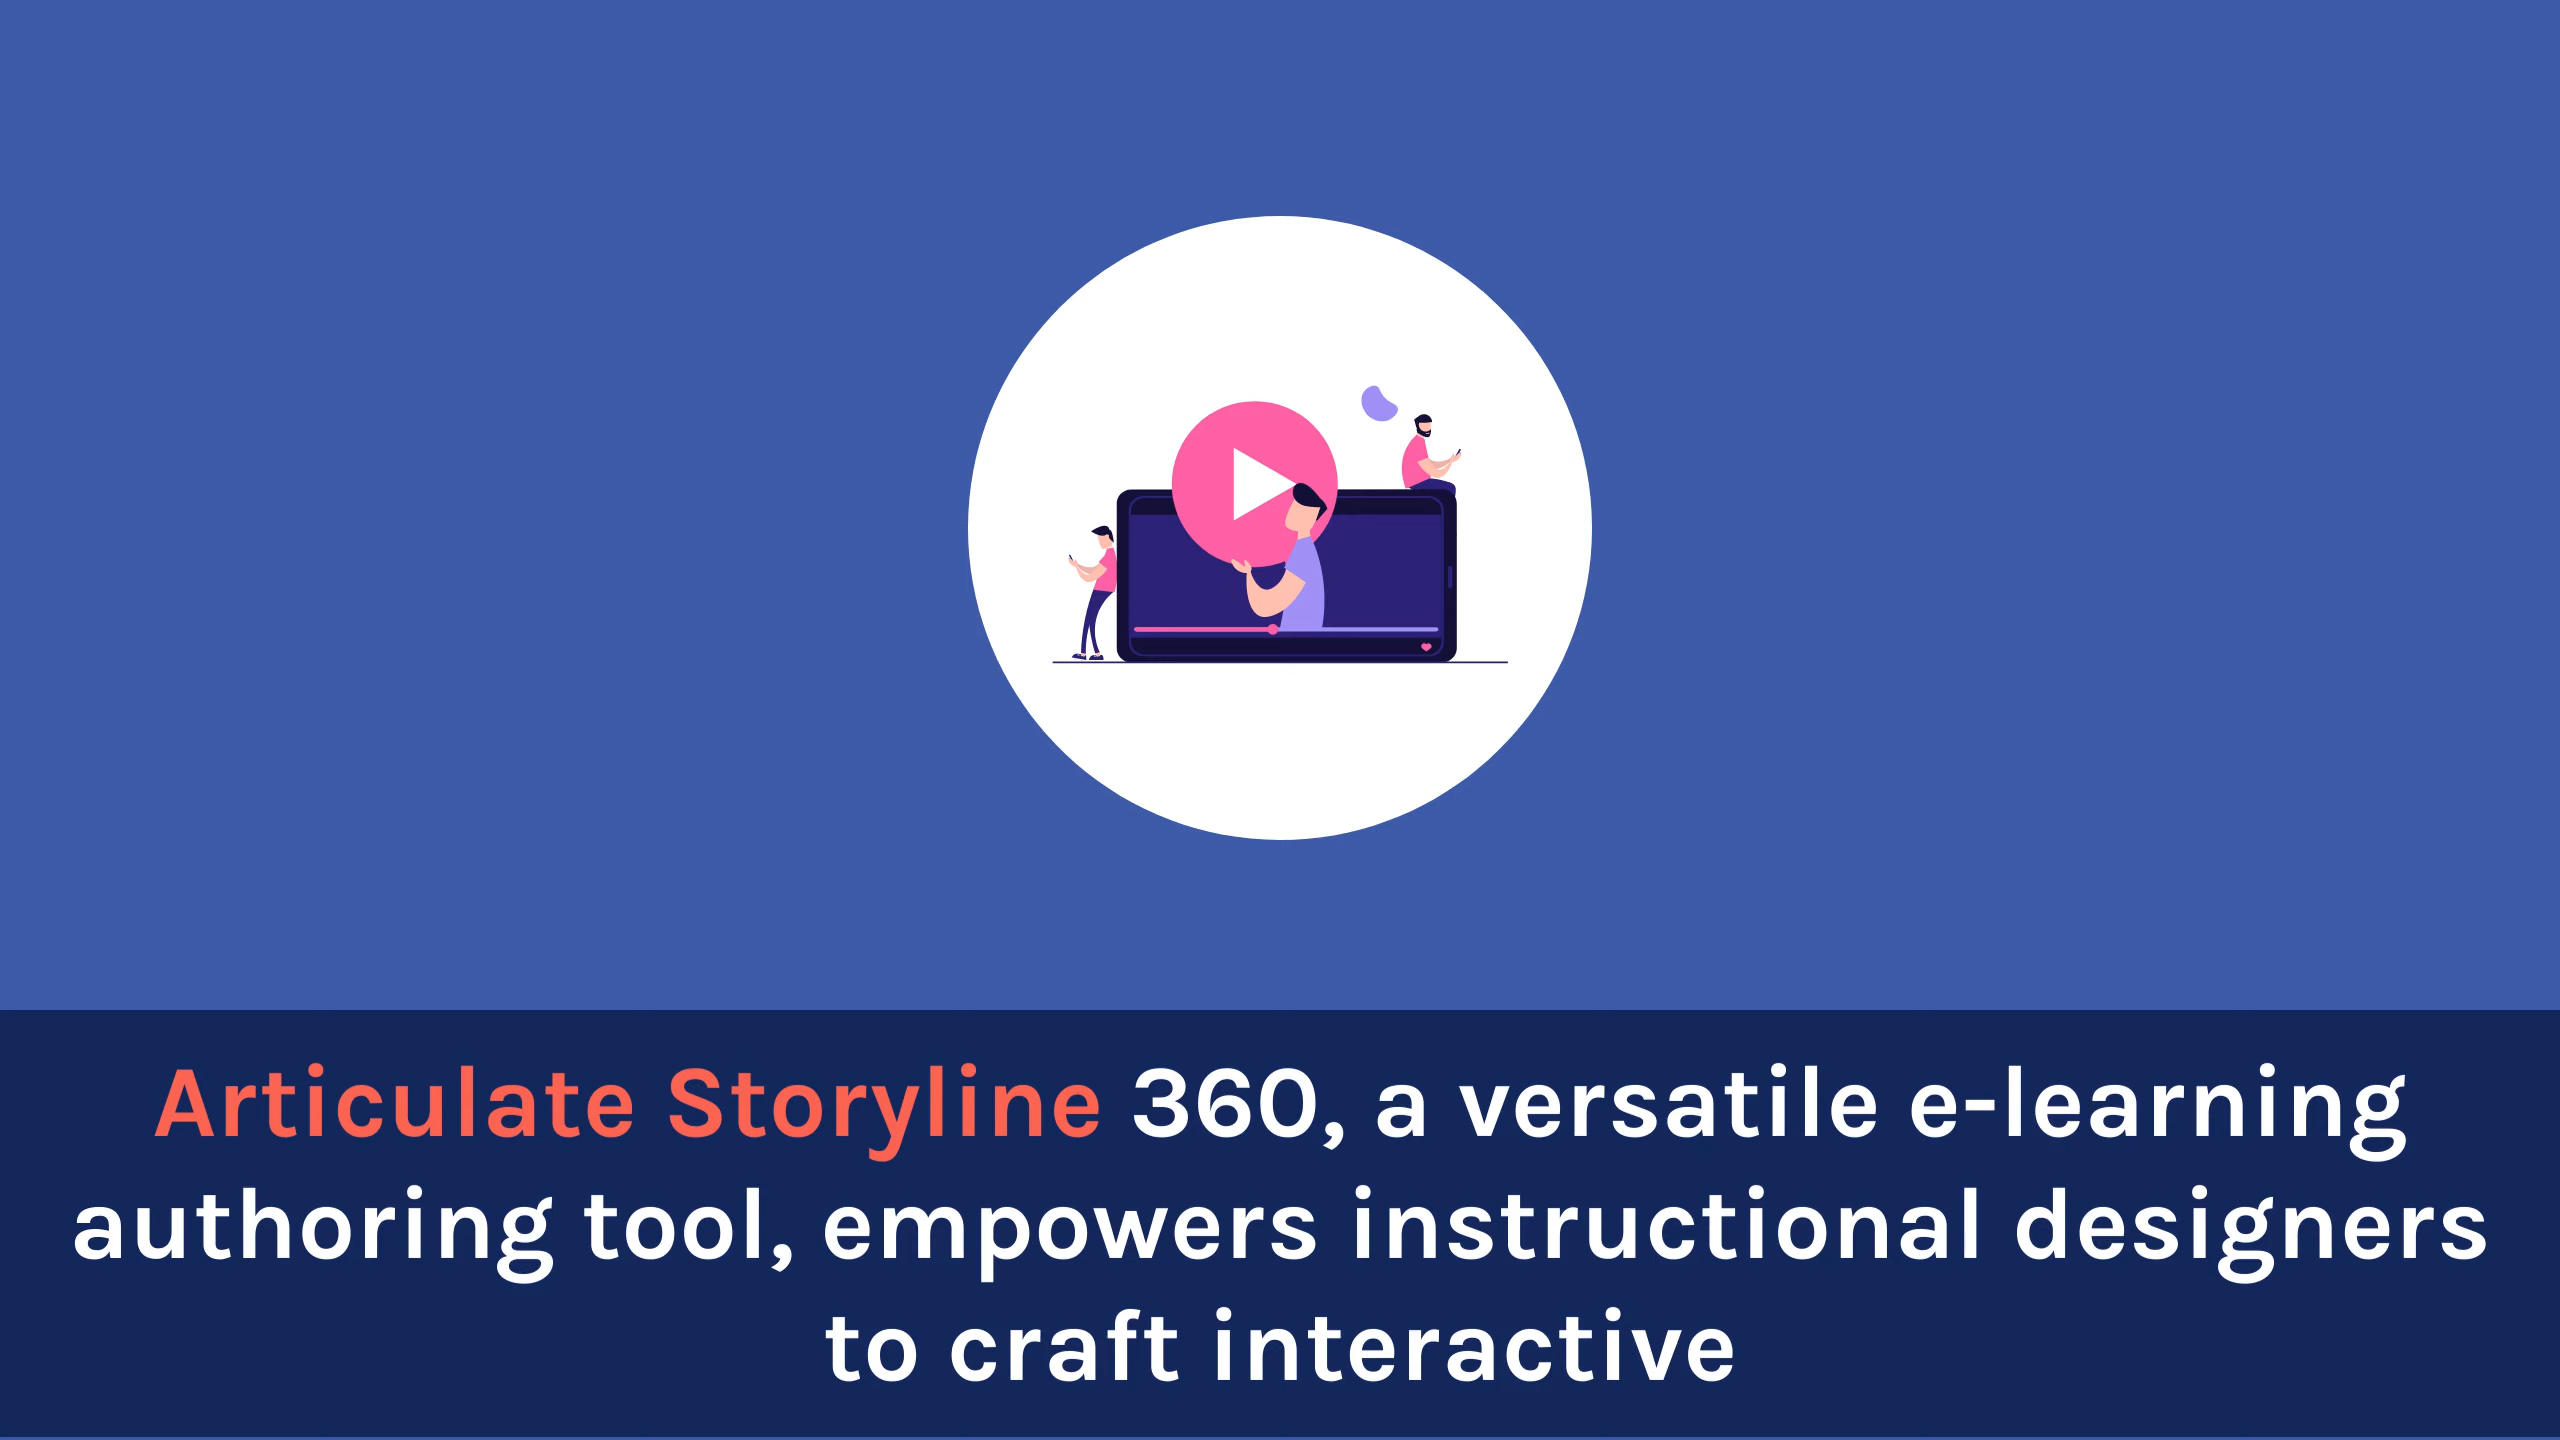 Articulate Storyline 360, a versatile e-learning
authoring tool, empowers instructional designers
to craft interactive